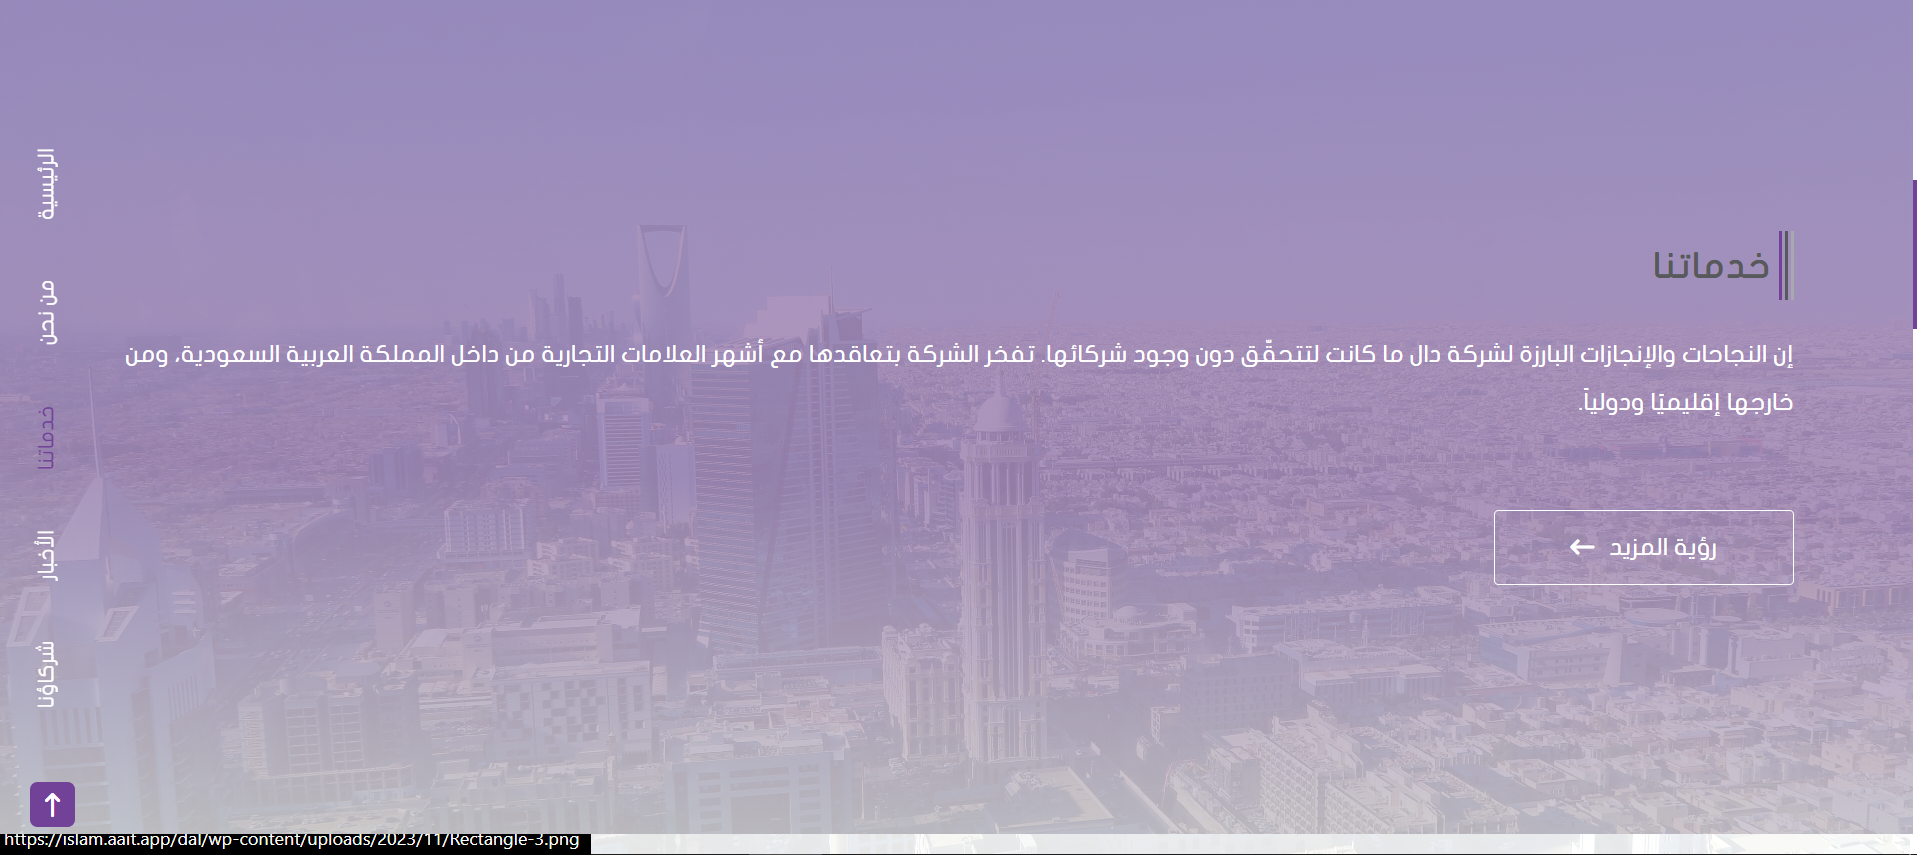 خدماتنا
إن النجاحات والإنجازات البارزة لشركة دال ما كانت لتتحقّق دون وجود شركائها. تفخر الشركة بتعاقدها مع أشهر العلامات التجارية من داخل المملكة العربية السعودية، ومن
خارجها إقليميًا ودولياً.
رؤية المزيد
الرئيسية
من نحن
خدماتنا
الأخبار
شركاؤنا
https://islam.aait.app/dal/wp-content/uploads/2023/11/Rectangle-3.png